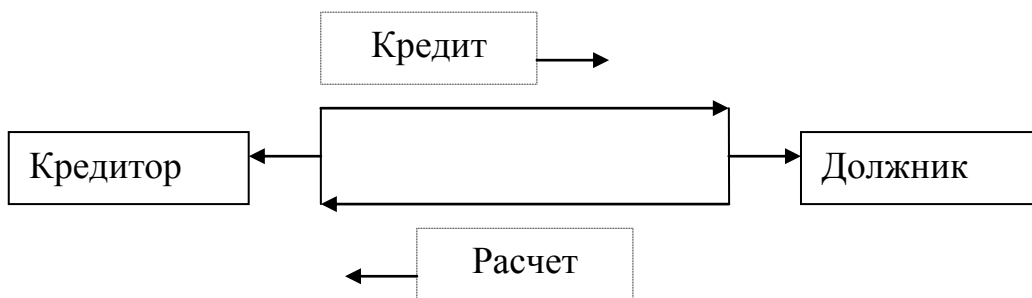 Кредит
Кредитор
Должник
Расчет